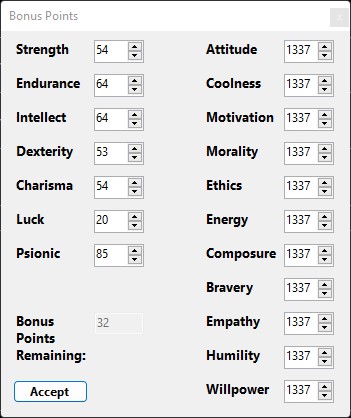 Bonus Points
Strength 54 Attitude 1337
Endurance 64 Coolness 1337
Intellect 64 Motivation 1337
Dexterity 53 Morality 1337
Charisma 54 Ethics 1337
Luck 20 Energy 1337
Psionic 85 Composure 1337
Bravery 1337
Bonus 32 Empathy 1337
Points
Remaining: Humility 1337
Accept Willpower 1337